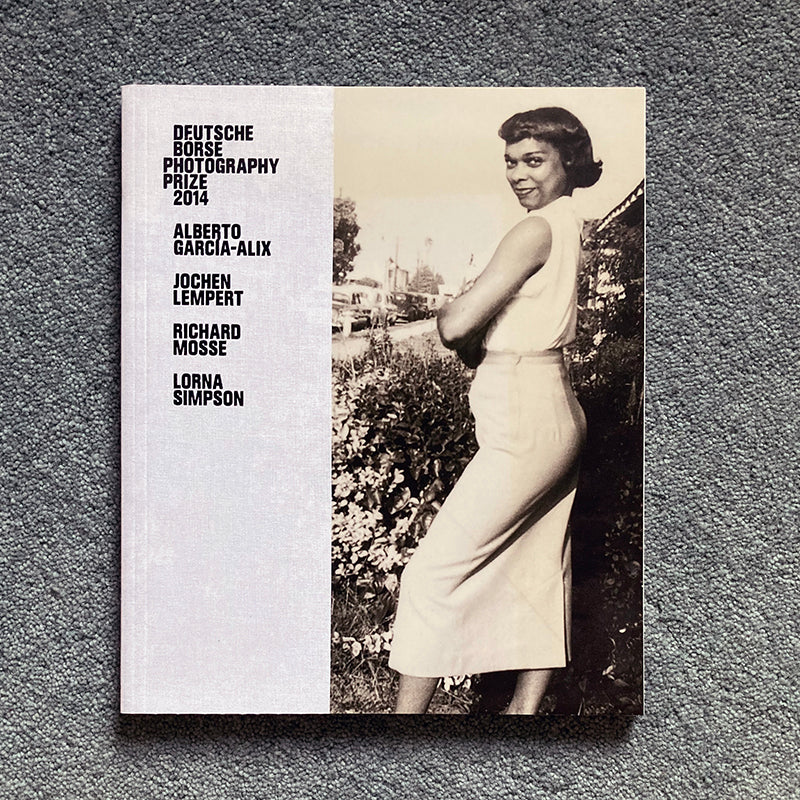 DEUTSCHE
BÖRSE
PHOTOGRAPHY
PRIZE
2014
ALBERTO
GARCÍA-ALIX
JOCHEN
LEMPERT
RICHARD
MOSSE
LORNA
SIMPSON